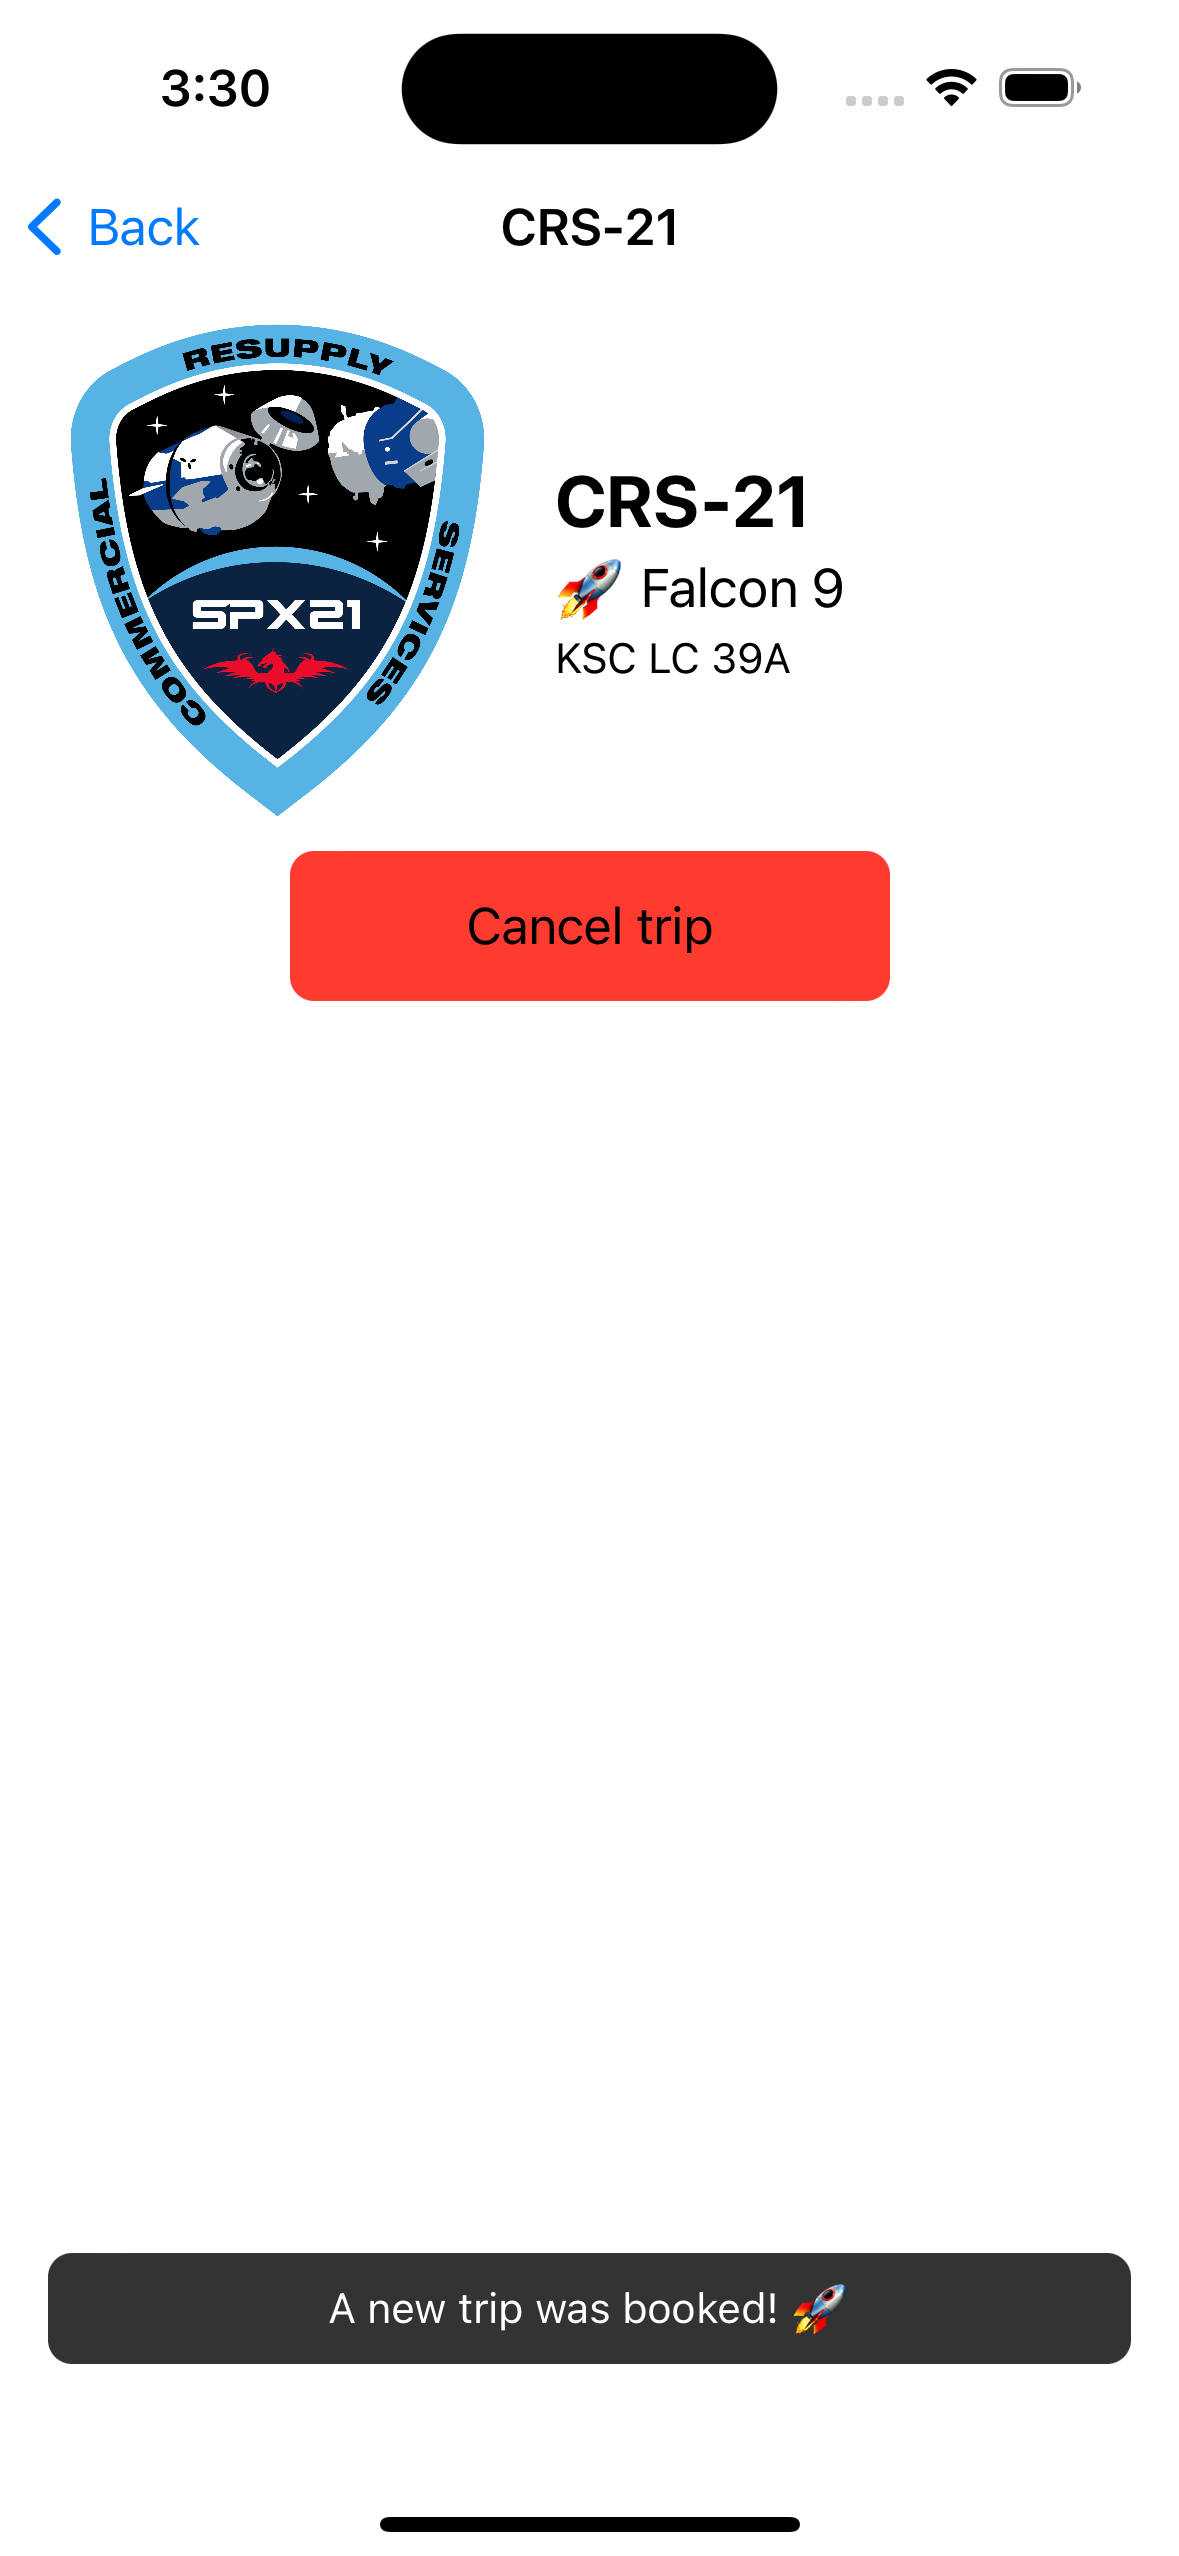 3:30
Back
CRS-21
RESUPPLY
COMMERCIAL
SERVICES
SPX21
CRS-21
🚀 Falcon 9
KSC LC 39A
Cancel trip
A new trip was booked! 🚀